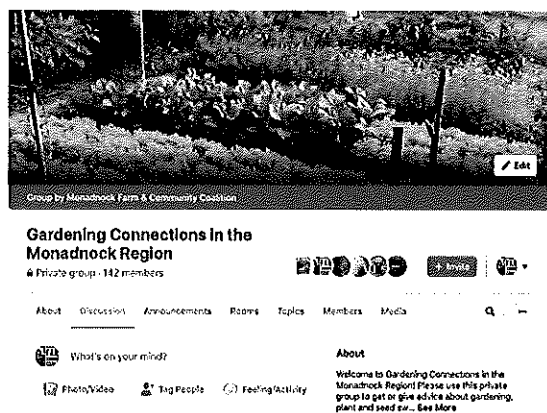 Edit
Group by Monadnock Farm & Community Coalition
Gardening Connections in the
Monadnock Region
Private group · 142 members
+ Invite
About Discussion Announcements Rooms Topics Members Media
What's on your mind?
Photo/Video Tag People Feeling/Activity
About
Welcome to Gardening Connections in the
Monadnock Region! Please use this private
group to get or give advice about gardening,
plant and seed sw... See More